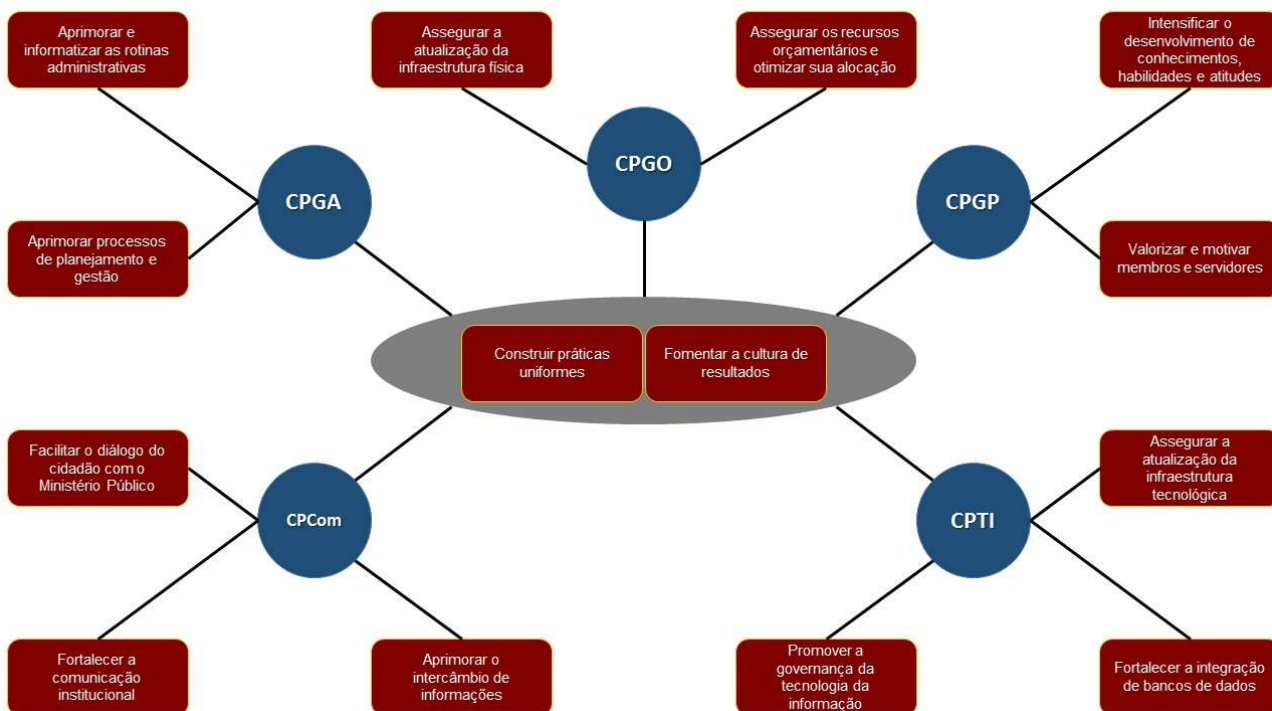 Aprimorar e
informatizar as rotinas
administrativas
Assegurar a
atualização da
infraestrutura física
Assegurar os recursos
orçamentários e
otimizar sua alocação
Intensificar o
desenvolvimento de
conhecimentos,
habilidades e atitudes
CPGA
CPGO
CPGP
Aprimorar processos
de planejamento e
gestão
Valorizar e motivar
membros e servidores
Construir práticas
uniformes
Fomentar a cultura de
resultados
Facilitar o diálogo do
cidadão com o
Ministério Público
CPCom
CPTI
Assegurar a
atualização da
infraestrutura
tecnológica
Fortalecer a
comunicação
institucional
Aprimorar o
intercâmbio de
informações
Promover a
governança da
tecnologia da
informação
Fortalecer a integração
de bancos de dados